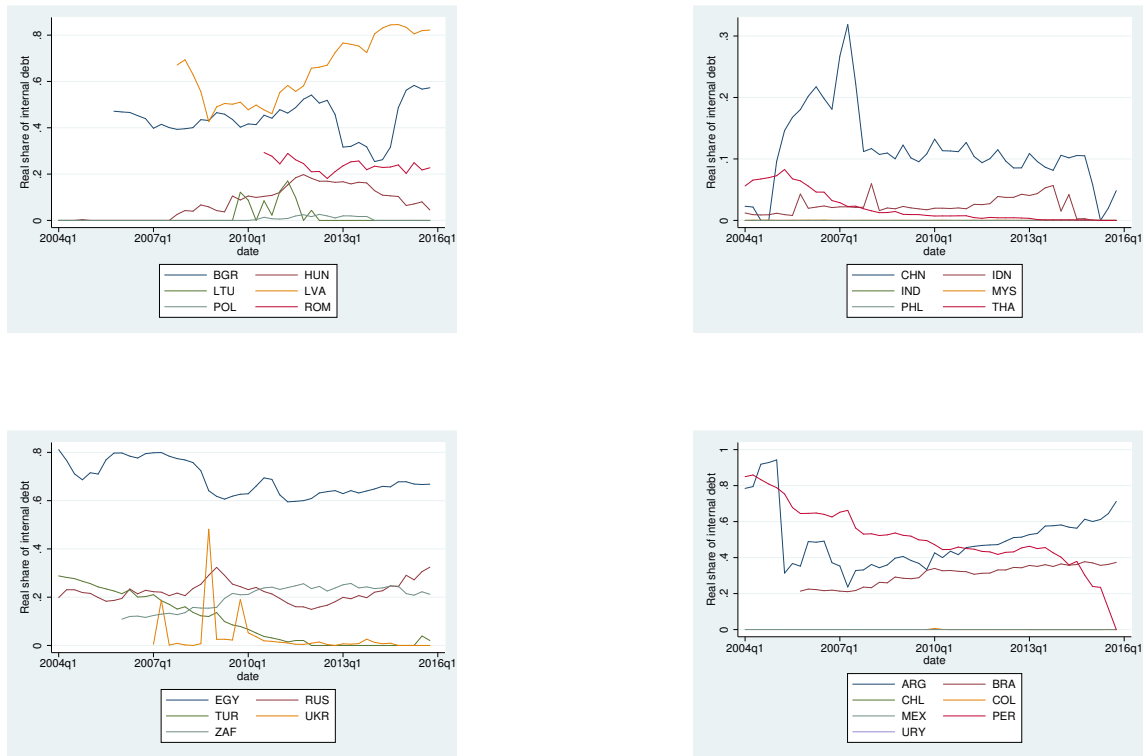 Real share of internal debt
.8
.6
.4
.2
0
2004q1 2007q1 2010q1 2013q1 2016q1
date
BGR HUN
LTU LVA
POL ROM
Real share of internal debt
.3
.2
.1
0
2004q1 2007q1 2010q1 2013q1 2016q1
date
CHN IDN
IND MYS
PHL THA
Real share of internal debt
.8
.6
.4
.2
0
2004q1 2007q1 2010q1 2013q1 2016q1
date
EGY RUS
TUR UKR
ZAF
Real share of internal debt
1
.8
.6
.4
.2
0
2004q1 2007q1 2010q1 2013q1 2016q1
date
ARG BRA
CHL COL
MEX PER
URY